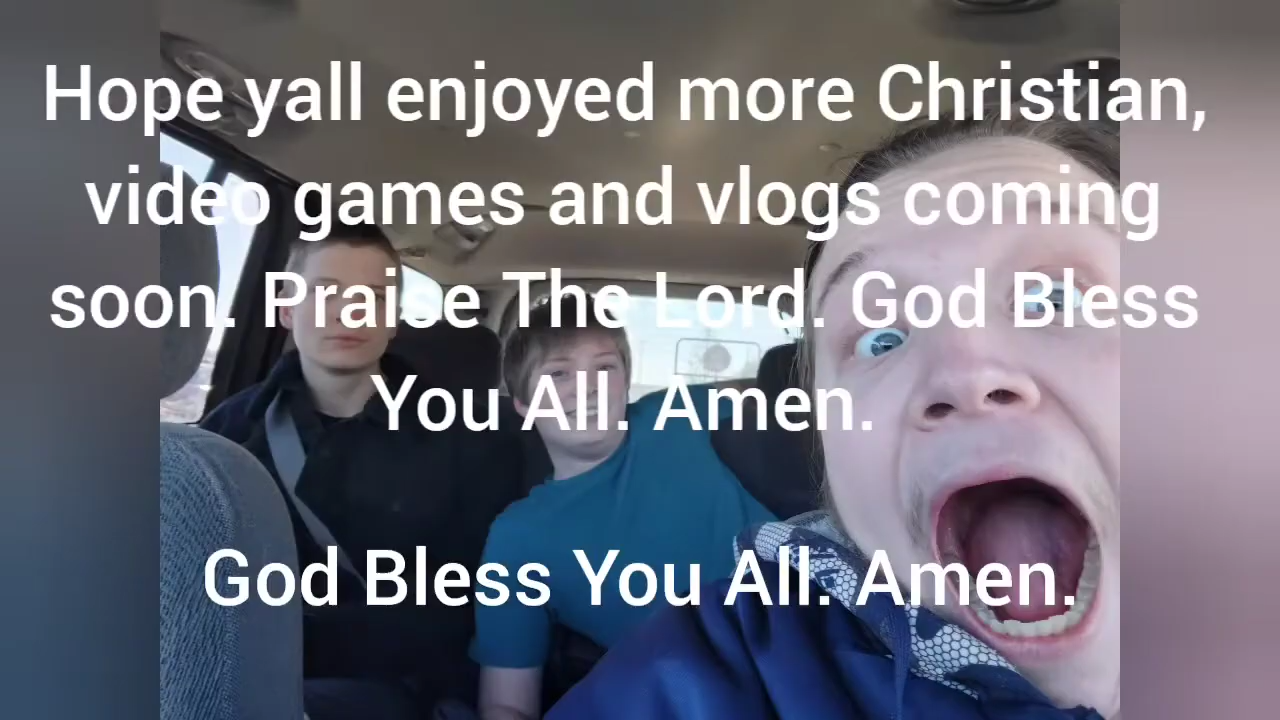 Hope yall enjoyed more Christian,
video games and vlogs coming
soon. Praise The Lord. God Bless
You All. Amen.
God Bless You All. Amen.